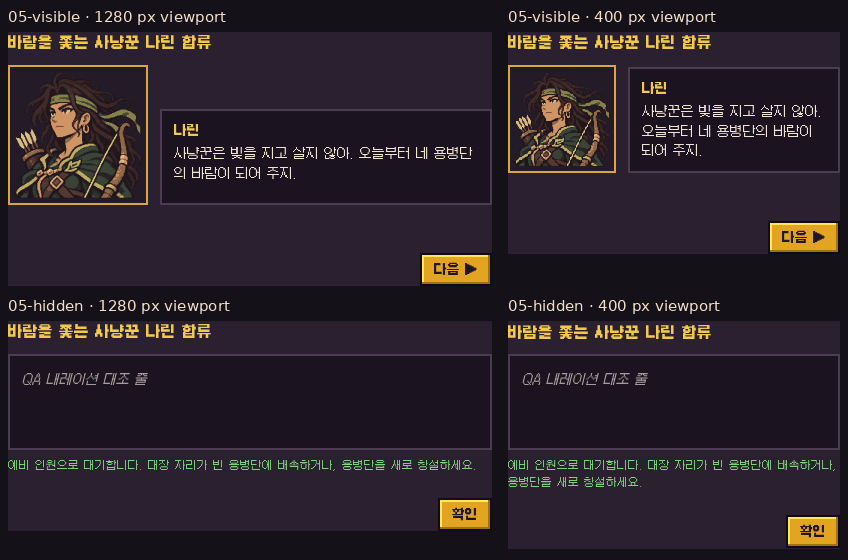 05-visible · 1280 px viewport
바람을 쫓는 사냥꾼 나린 합류
나린
사냥꾼은 빚을 지고 살지 않아. 오늘부터 네 용병단
의 바람이 되어 주지.
다음 ▶
05-visible · 400 px viewport
바람을 쫓는 사냥꾼 나린 합류
나린
사냥꾼은 빚을 지고 살지 않아.
오늘부터 네 용병단의 바람이
되어 주지.
다음 ▶
05-hidden · 1280 px viewport
바람을 쫓는 사냥꾼 나린 합류
QA 내레이션 대조 줄
예비 인원으로 대기합니다. 대장 자리가 빈 용병단에 배속하거나, 용병단을 새로 창설하세요.
확인
05-hidden · 400 px viewport
바람을 쫓는 사냥꾼 나린 합류
QA 내레이션 대조 줄
예비 인원으로 대기합니다. 대장 자리가 빈 용병단에 배속하거나,
용병단을 새로 창설하세요.
확인